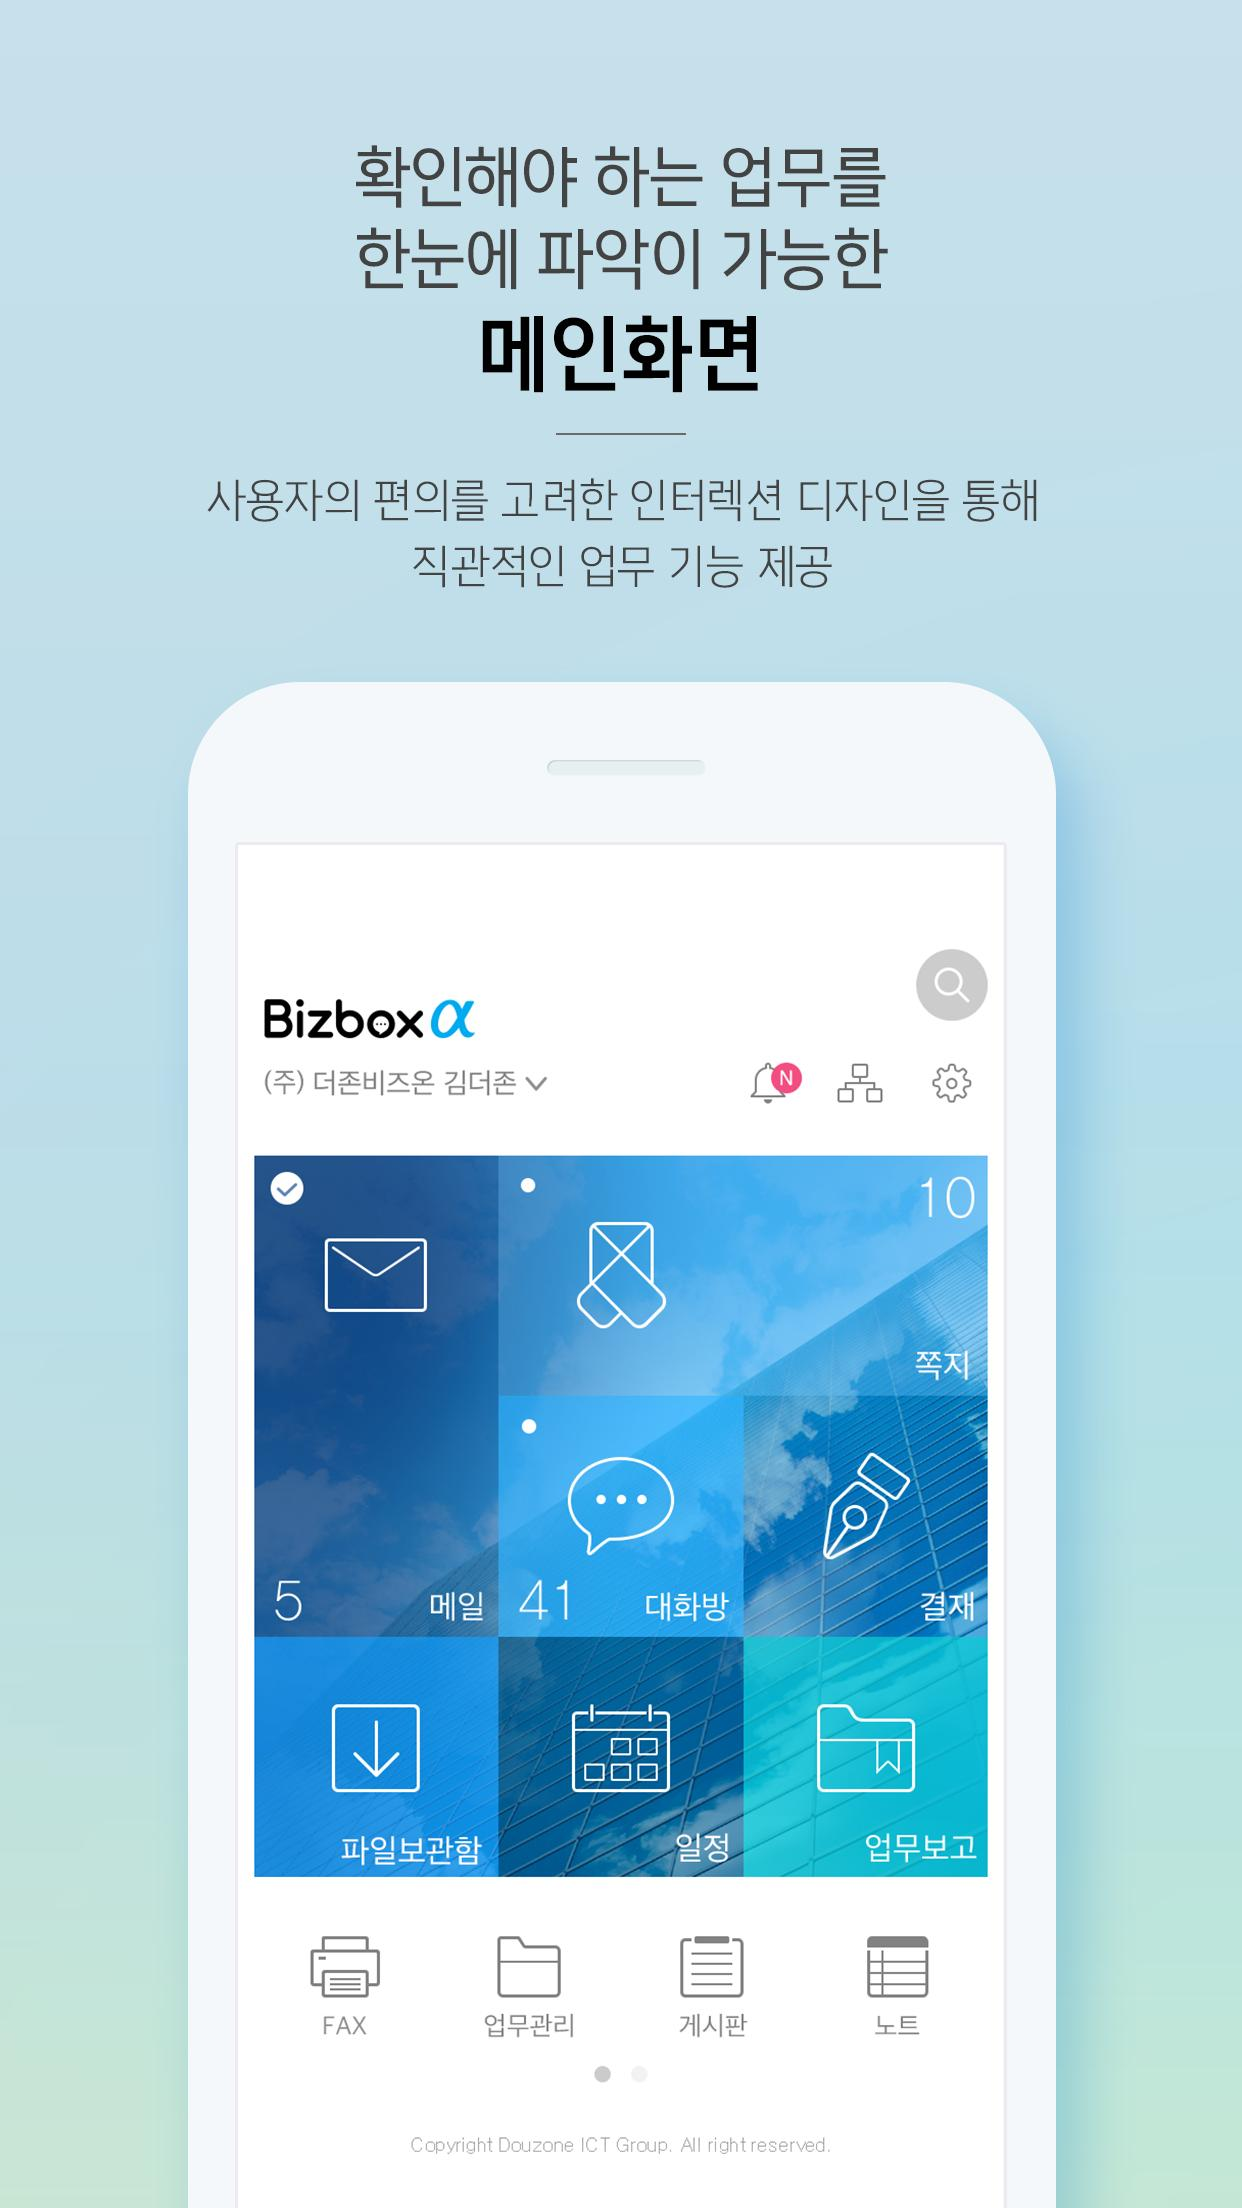 확인해야 하는 업무를
한눈에 파악이 가능한
메인화면
사용자의 편의를 고려한 인터렉션 디자인을 통해
직관적인 업무 기능 제공
Bizbox α
(주) 더존비즈온 김더존
N
10
쪽지
5 메일
41 대화방
결재
파일보관함
일정
업무보고
FAX
업무관리
게시판
노트
Copyright Douzone ICT Group. All right reserved.